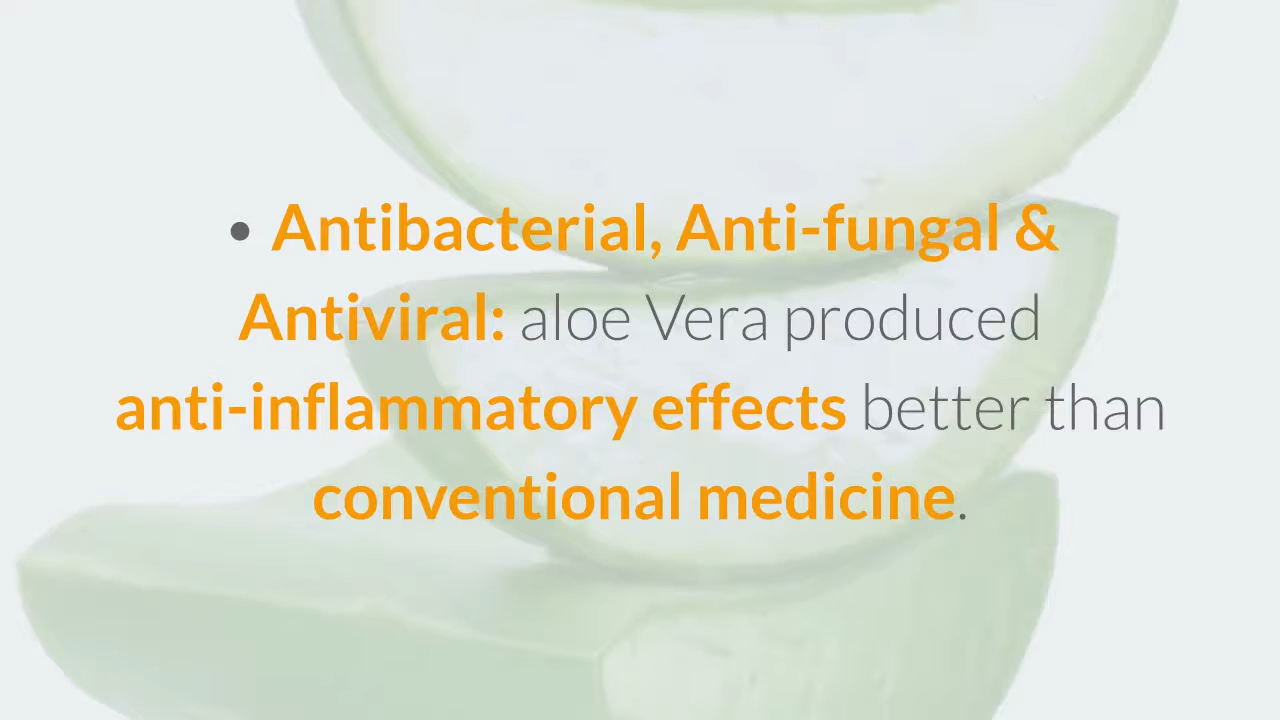 • Antibacterial, Anti-fungal &
Antiviral: aloe Vera produced
anti-inflammatory effects better than
conventional medicine.